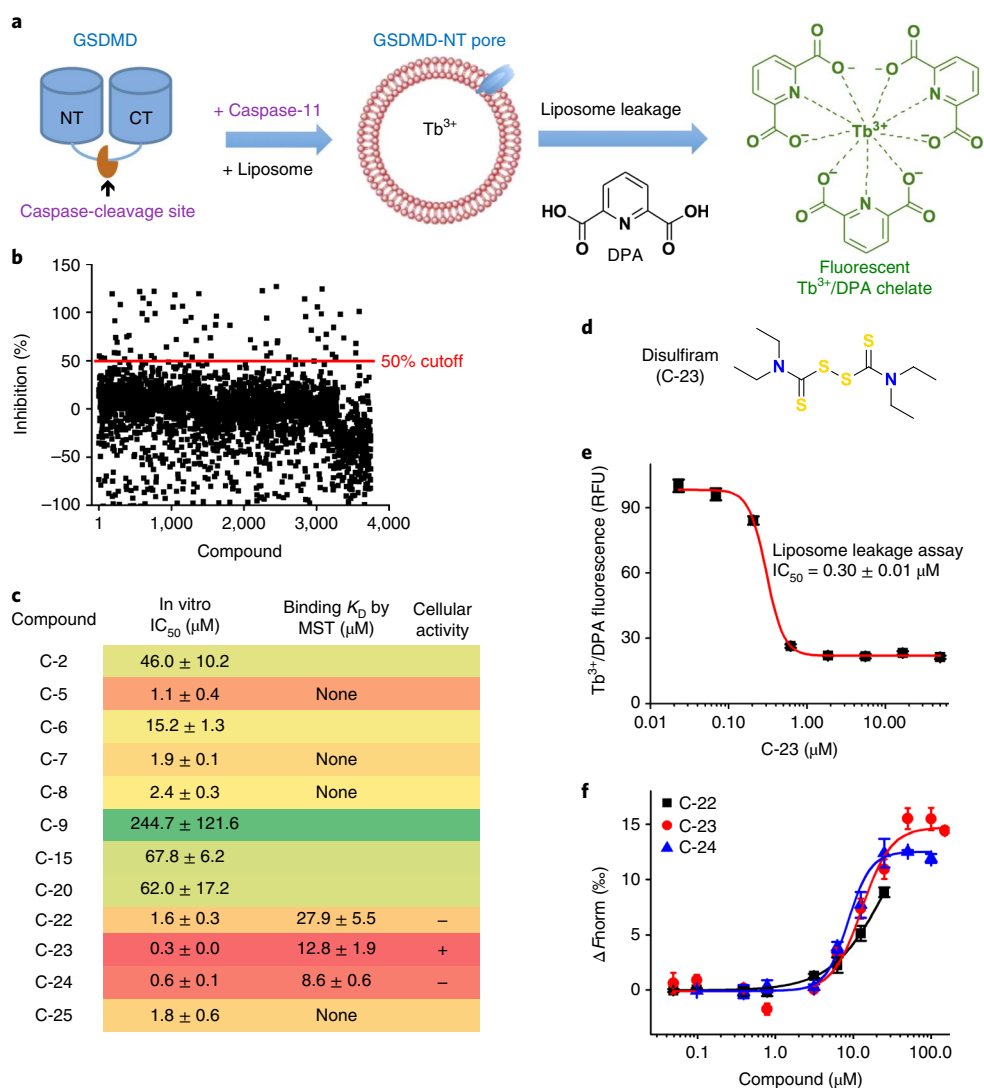 a
GSDMD
NT
CT
Caspase-cleavage site
+ Caspase-11
+ Liposome
GSDMD-NT pore
Tb3+
Liposome leakage
HO
N
OH
O
O
DPA
O
O
O−
−O
N
N
O−
−O
O
O
Tb3+
O−
O−
N
O
O
Fluorescent
Tb3+/DPA chelate
b
150
100
50
0
−50
−100
Inhibition (%)
50% cutoff
1
1,000
2,000
3,000
4,000
Compound
c
Compound
In vitro
IC50 (μM)
Binding KD by
MST (μM)
Cellular
activity
C-2 46.0 ± 10.2
C-5 1.1 ± 0.4 None
C-6 15.2 ± 1.3
C-7 1.9 ± 0.1 None
C-8 2.4 ± 0.3 None
C-9 244.7 ± 121.6
C-15 67.8 ± 6.2
C-20 62.0 ± 17.2
C-22 1.6 ± 0.3 27.9 ± 5.5 –
C-23 0.3 ± 0.0 12.8 ± 1.9 +
C-24 0.6 ± 0.1 8.6 ± 0.6 –
C-25 1.8 ± 0.6 None
d
Disulfiram
(C-23)
N
S
S
S
S
N
e
90
60
30
0
Tb3+/DPA fluorescence (RFU)
Liposome leakage assay
IC50 = 0.30 ± 0.01 μM
0.01
0.10
1.00
10.00
C-23 (μM)
f
C-22
C-23
C-24
15
10
5
0
ΔFnorm (‰)
0.1
1.0
10.0
100.0
Compound (μM)